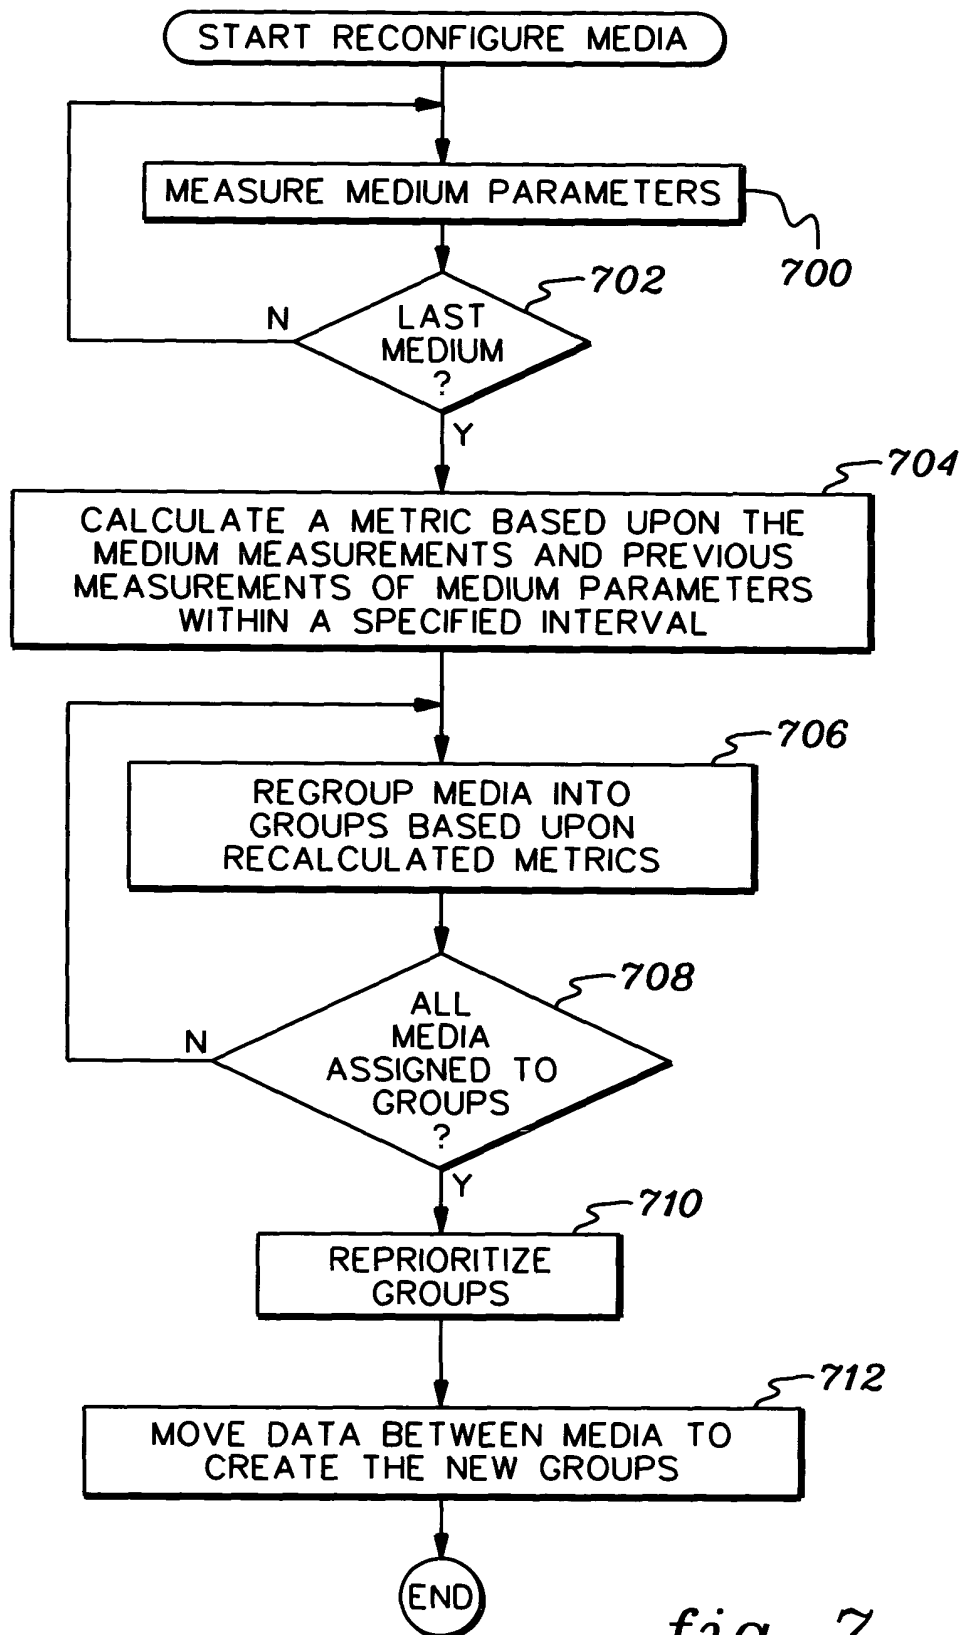 START RECONFIGURE MEDIA
MEASURE MEDIUM PARAMETERS
700
702
N
LAST
MEDIUM
?
Y
704
CALCULATE A METRIC BASED UPON THE
MEDIUM MEASUREMENTS AND PREVIOUS
MEASUREMENTS OF MEDIUM PARAMETERS
WITHIN A SPECIFIED INTERVAL
706
REGROUP MEDIA INTO
GROUPS BASED UPON
RECALCULATED METRICS
708
N
ALL
MEDIA
ASSIGNED TO
GROUPS
?
Y
710
REPRIORITIZE
GROUPS
712
MOVE DATA BETWEEN MEDIA TO
CREATE THE NEW GROUPS
END
fig. 7